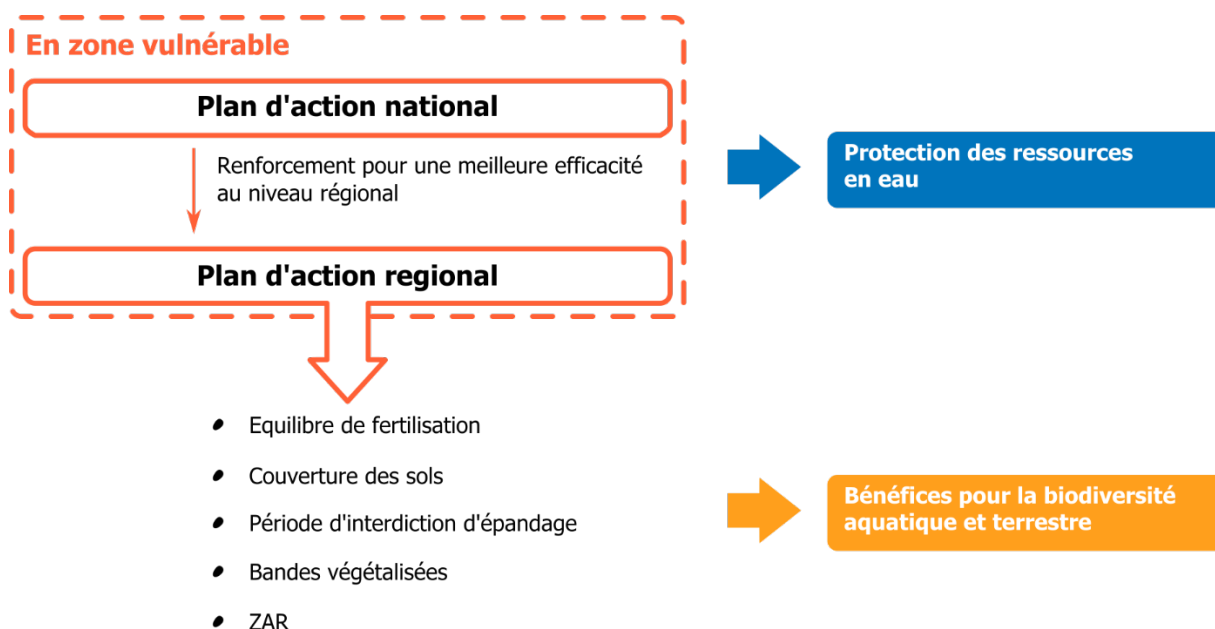 En zone vulnérable
Plan d'action national
Renforcement pour une meilleure efficacité
au niveau régional
Plan d'action regional
Protection des ressources
en eau
Equilibre de fertilisation
Couverture des sols
Période d'interdiction d'épandage
Bandes végétalisées
ZAR
Bénéfices pour la biodiversité
aquatique et terrestre